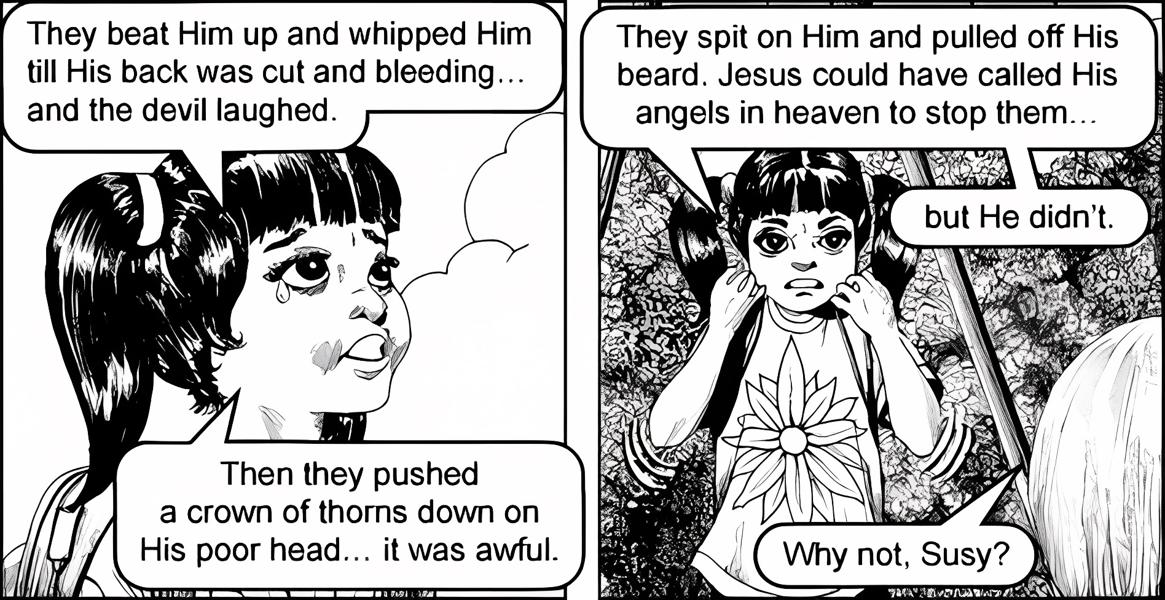 They beat Him up and whipped Him
till His back was cut and bleeding...
and the devil laughed.
Then they pushed
a crown of thorns down on
His poor head... it was awful.
They spit on Him and pulled off His
beard. Jesus could have called His
angels in heaven to stop them...
but He didn't.
Why not, Susy?